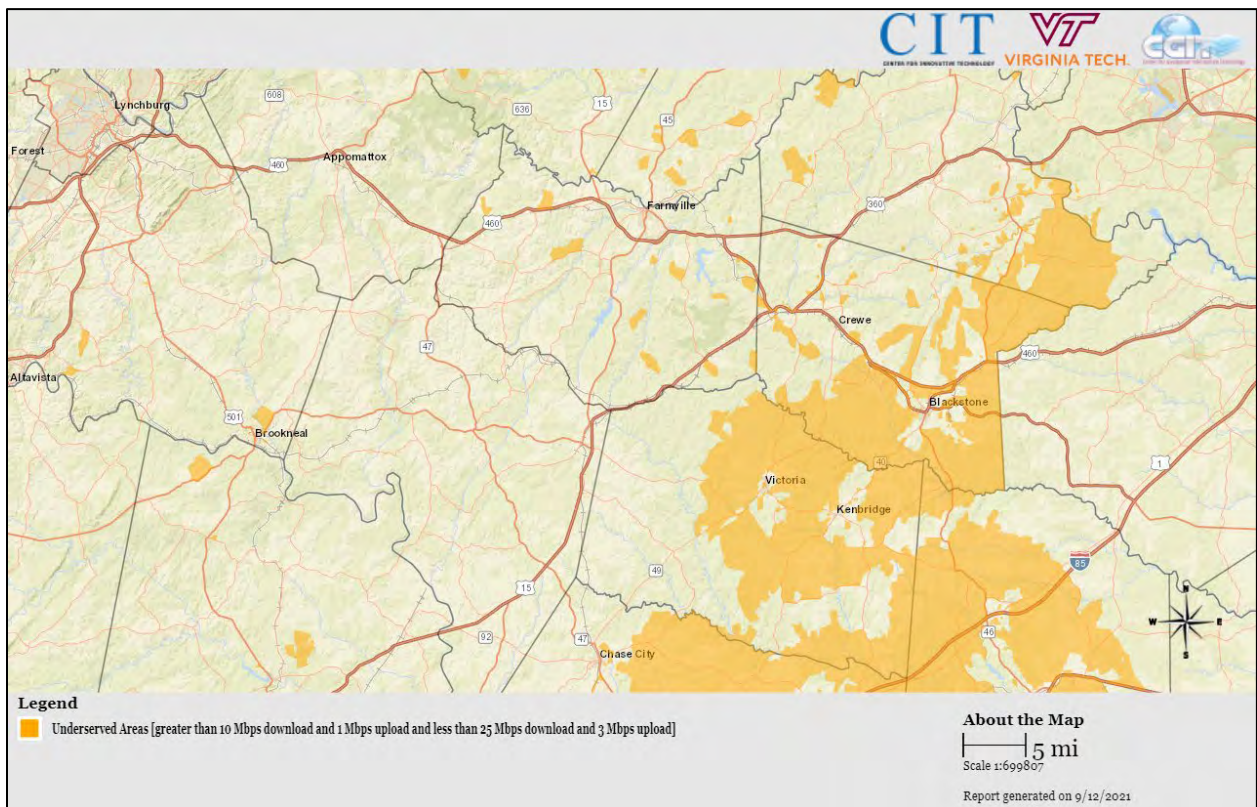 CIT
CENTER FOR INNOVATIVE TECHNOLOGY
VT
VIRGINIA TECH.
CGIT
Lynchburg
608
15
636
45
Forest
460
Appomattox
Farmville
460
360
47
Crewe
460
Altavista
Blackstone
501
Brookneal
40
1
Victoria
Kenbridge
85
49
15
N
W E
S
92
47
46
Chase City
Legend
Underserved Areas [greater than 10 Mbps download and 1 Mbps upload and less than 25 Mbps download and 3 Mbps upload]
About the Map
5 mi
Scale 1:699807
Report generated on 9/12/2021